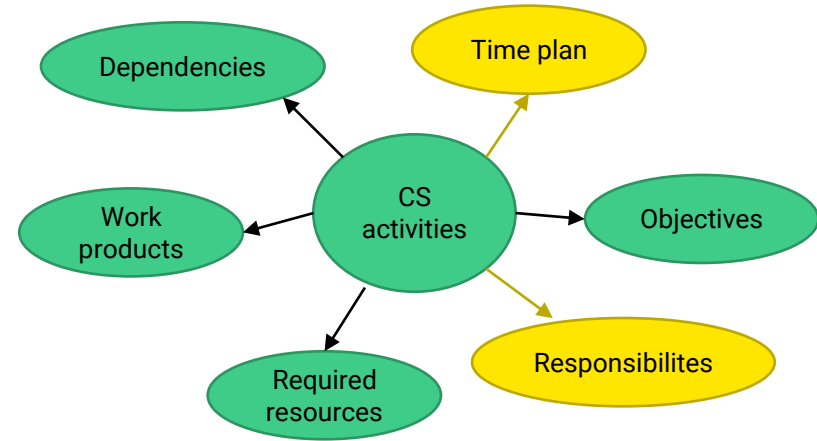 Time plan
Dependencies
CS
activities
Work
products
Objectives
Responsibilites
Required
resources